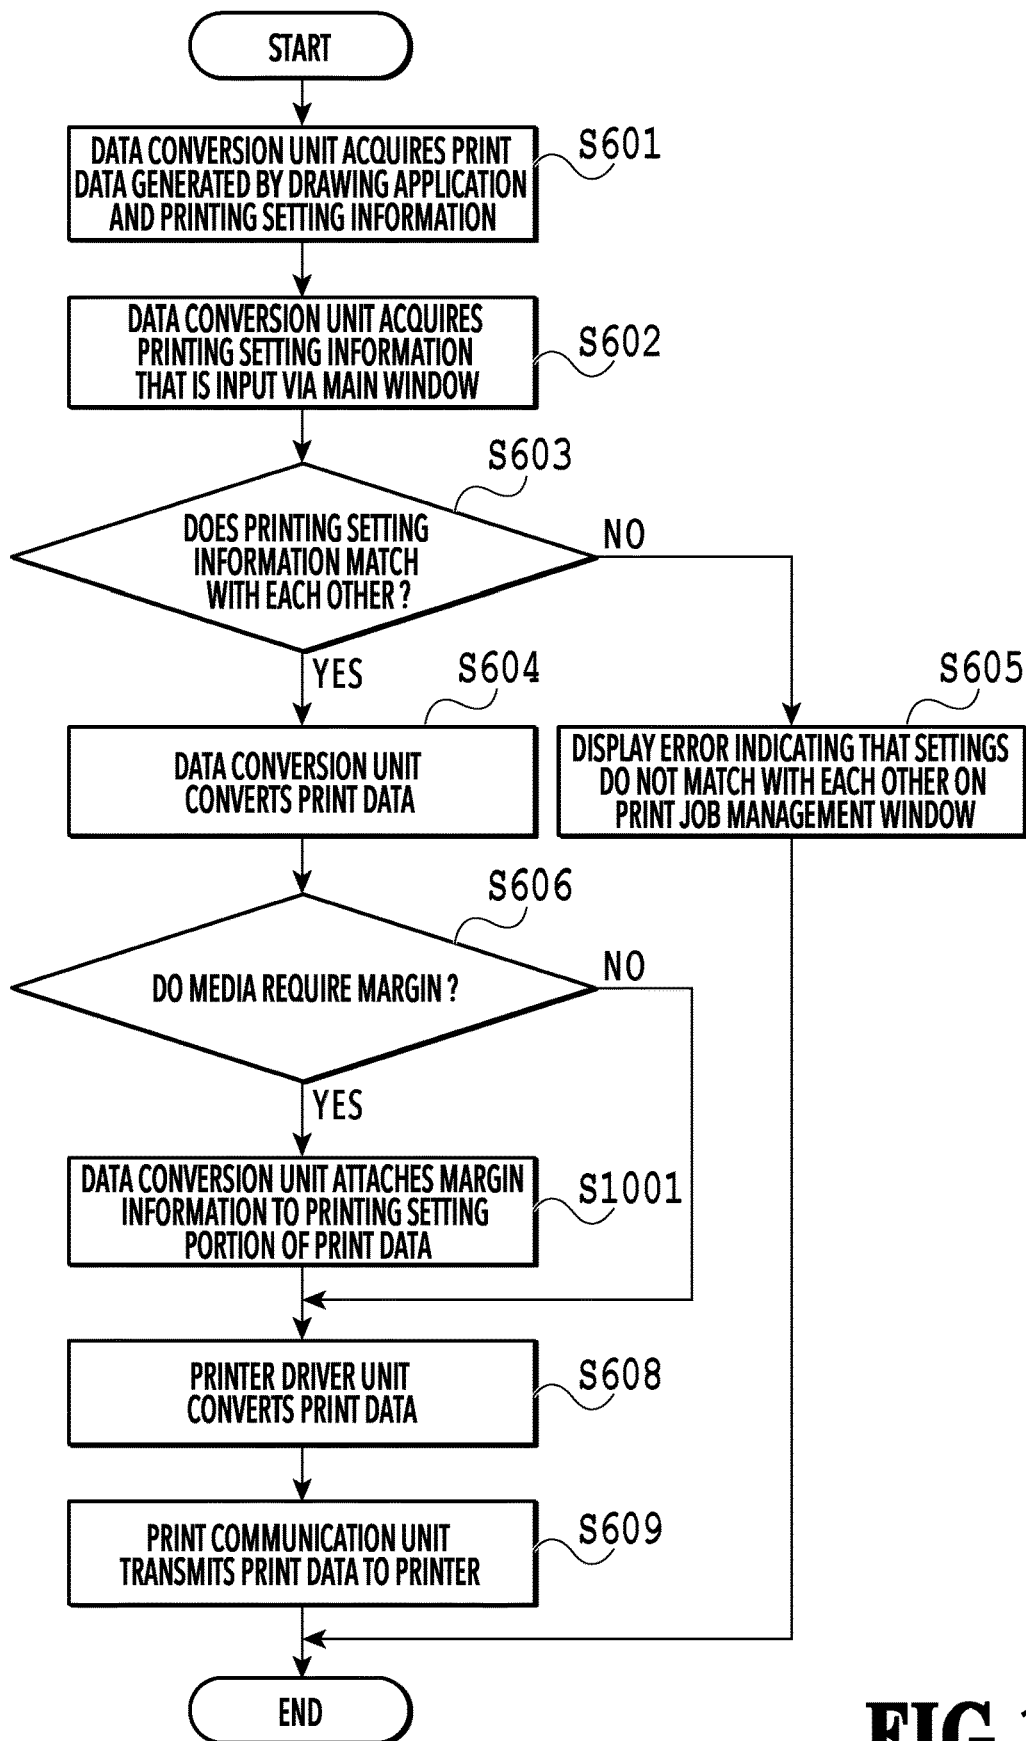 START
DATA CONVERSION UNIT ACQUIRES PRINT
DATA GENERATED BY DRAWING APPLICATION
AND PRINTING SETTING INFORMATION
S601
DATA CONVERSION UNIT ACQUIRES
PRINTING SETTING INFORMATION
THAT IS INPUT VIA MAIN WINDOW
S602
S603
DOES PRINTING SETTING
INFORMATION MATCH
WITH EACH OTHER ?
NO
YES
S604
S605
DATA CONVERSION UNIT
CONVERTS PRINT DATA
DISPLAY ERROR INDICATING THAT SETTINGS
DO NOT MATCH WITH EACH OTHER ON
PRINT JOB MANAGEMENT WINDOW
S606
DO MEDIA REQUIRE MARGIN ?
NO
YES
DATA CONVERSION UNIT ATTACHES MARGIN
INFORMATION TO PRINTING SETTING
PORTION OF PRINT DATA
S1001
PRINTER DRIVER UNIT
CONVERTS PRINT DATA
S608
PRINT COMMUNICATION UNIT
TRANSMITS PRINT DATA TO PRINTER
S609
END